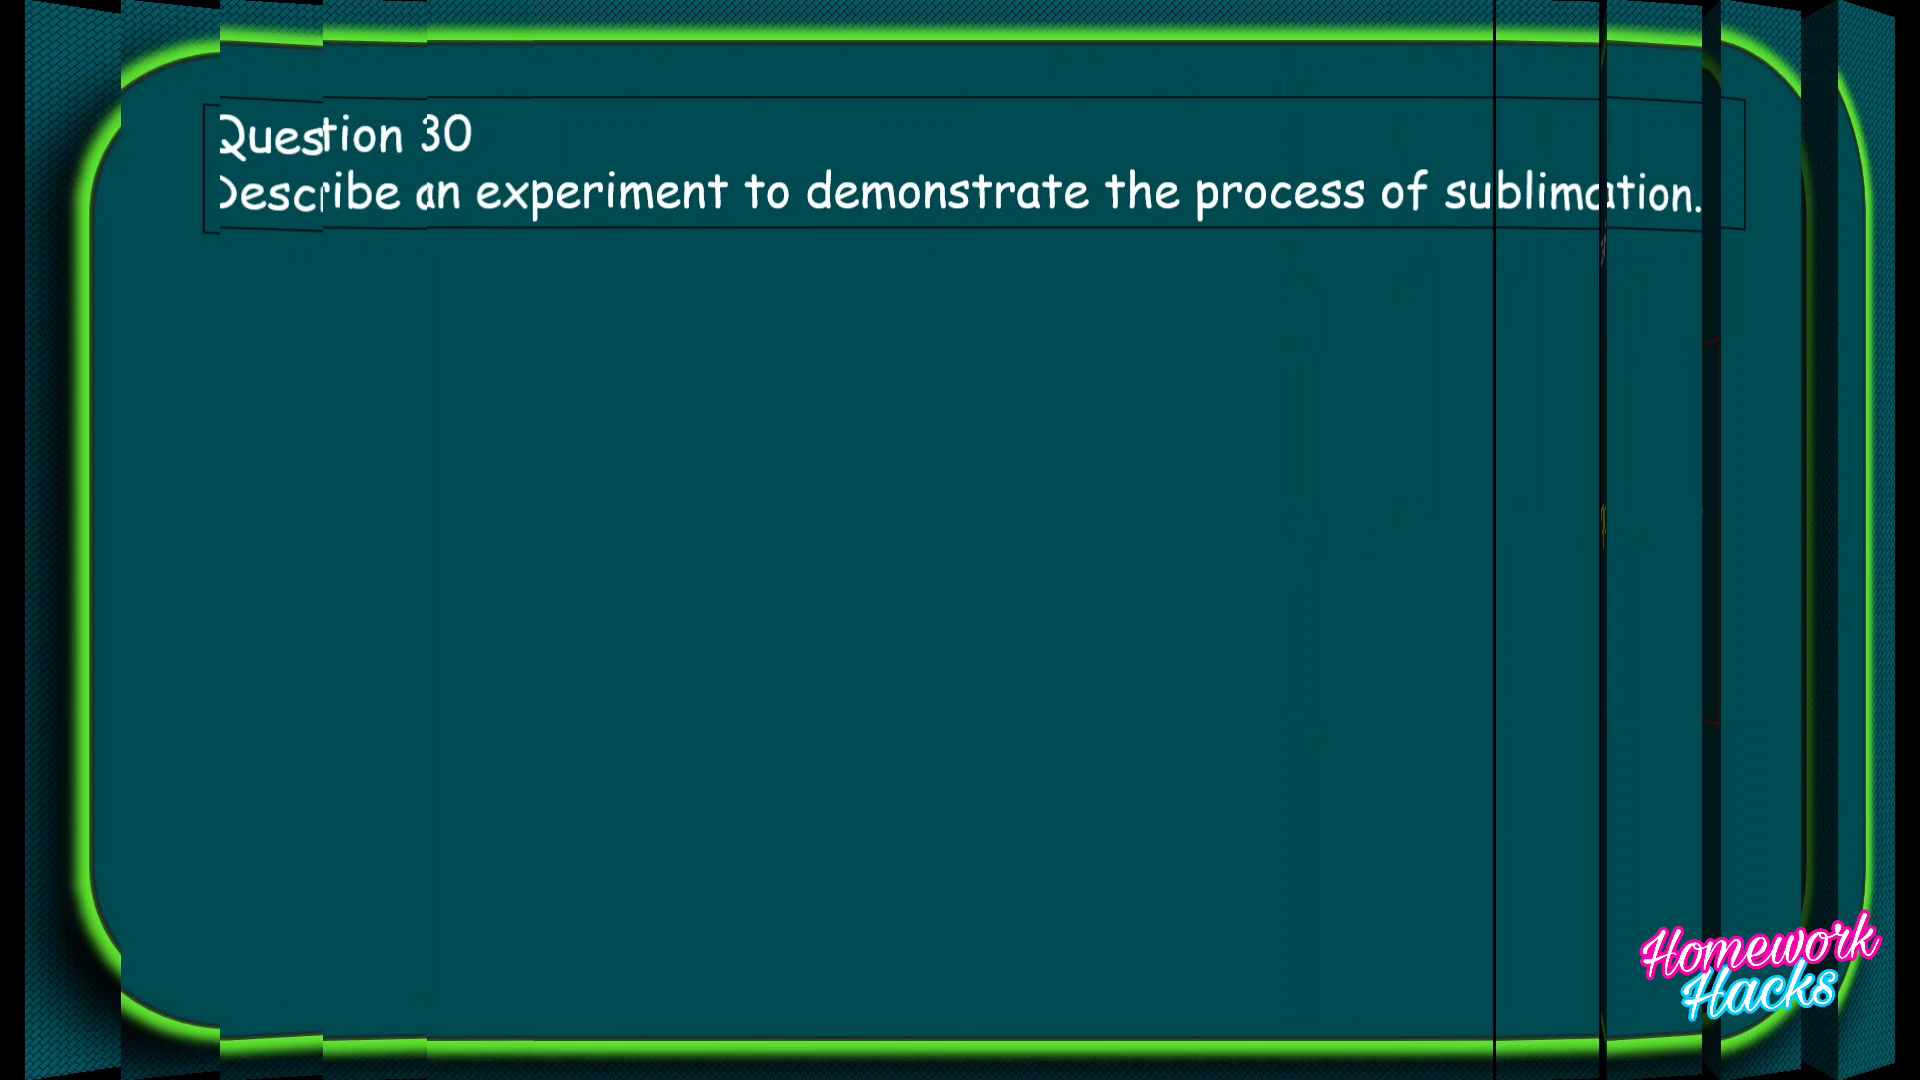 Question 30
Describe an experiment to demonstrate the process of sublimation.
Homework
Hacks